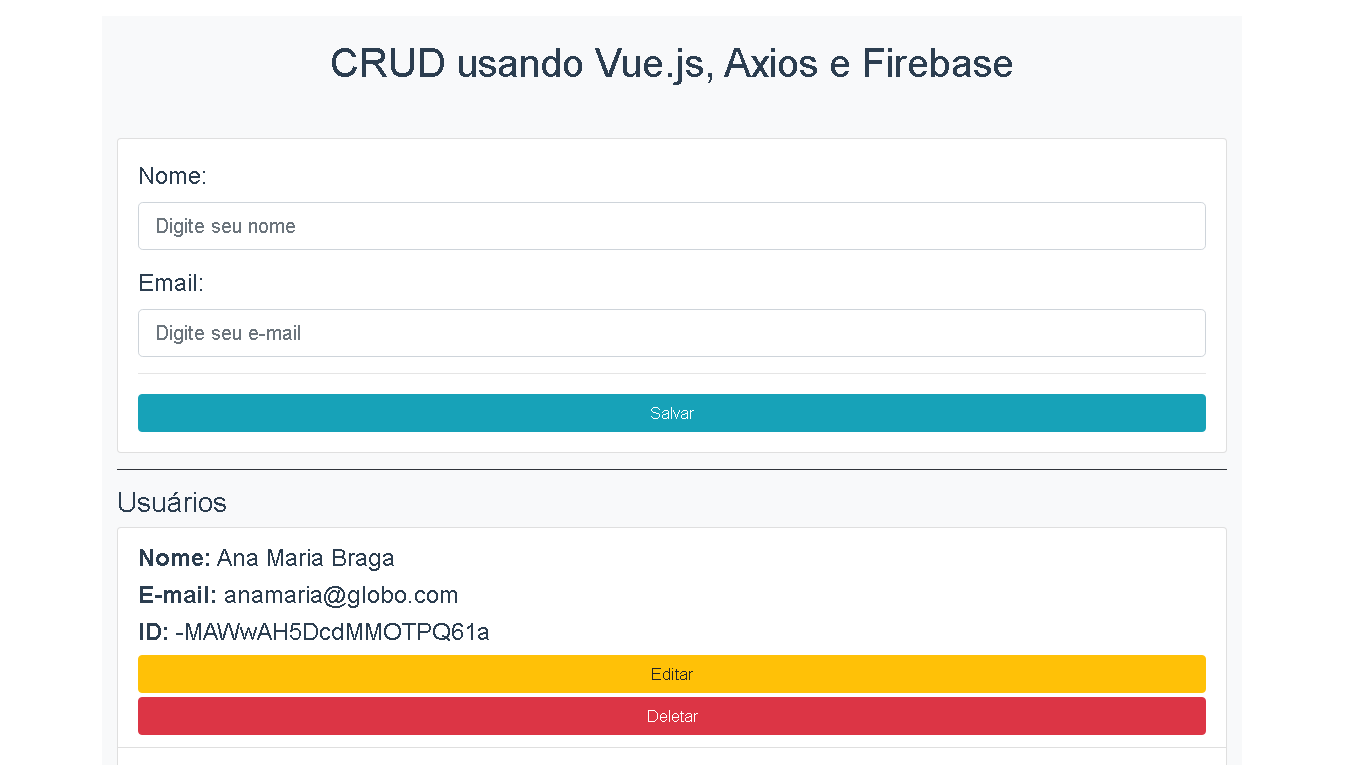 CRUD usando Vue.js, Axios e Firebase
Nome:
Digite seu nome
Email:
Digite seu e-mail
Salvar
Usuários
Nome: Ana Maria Braga
E-mail: anamaria@globo.com
ID: -MAWwAH5DcdMMOTPQ61a
Editar
Deletar